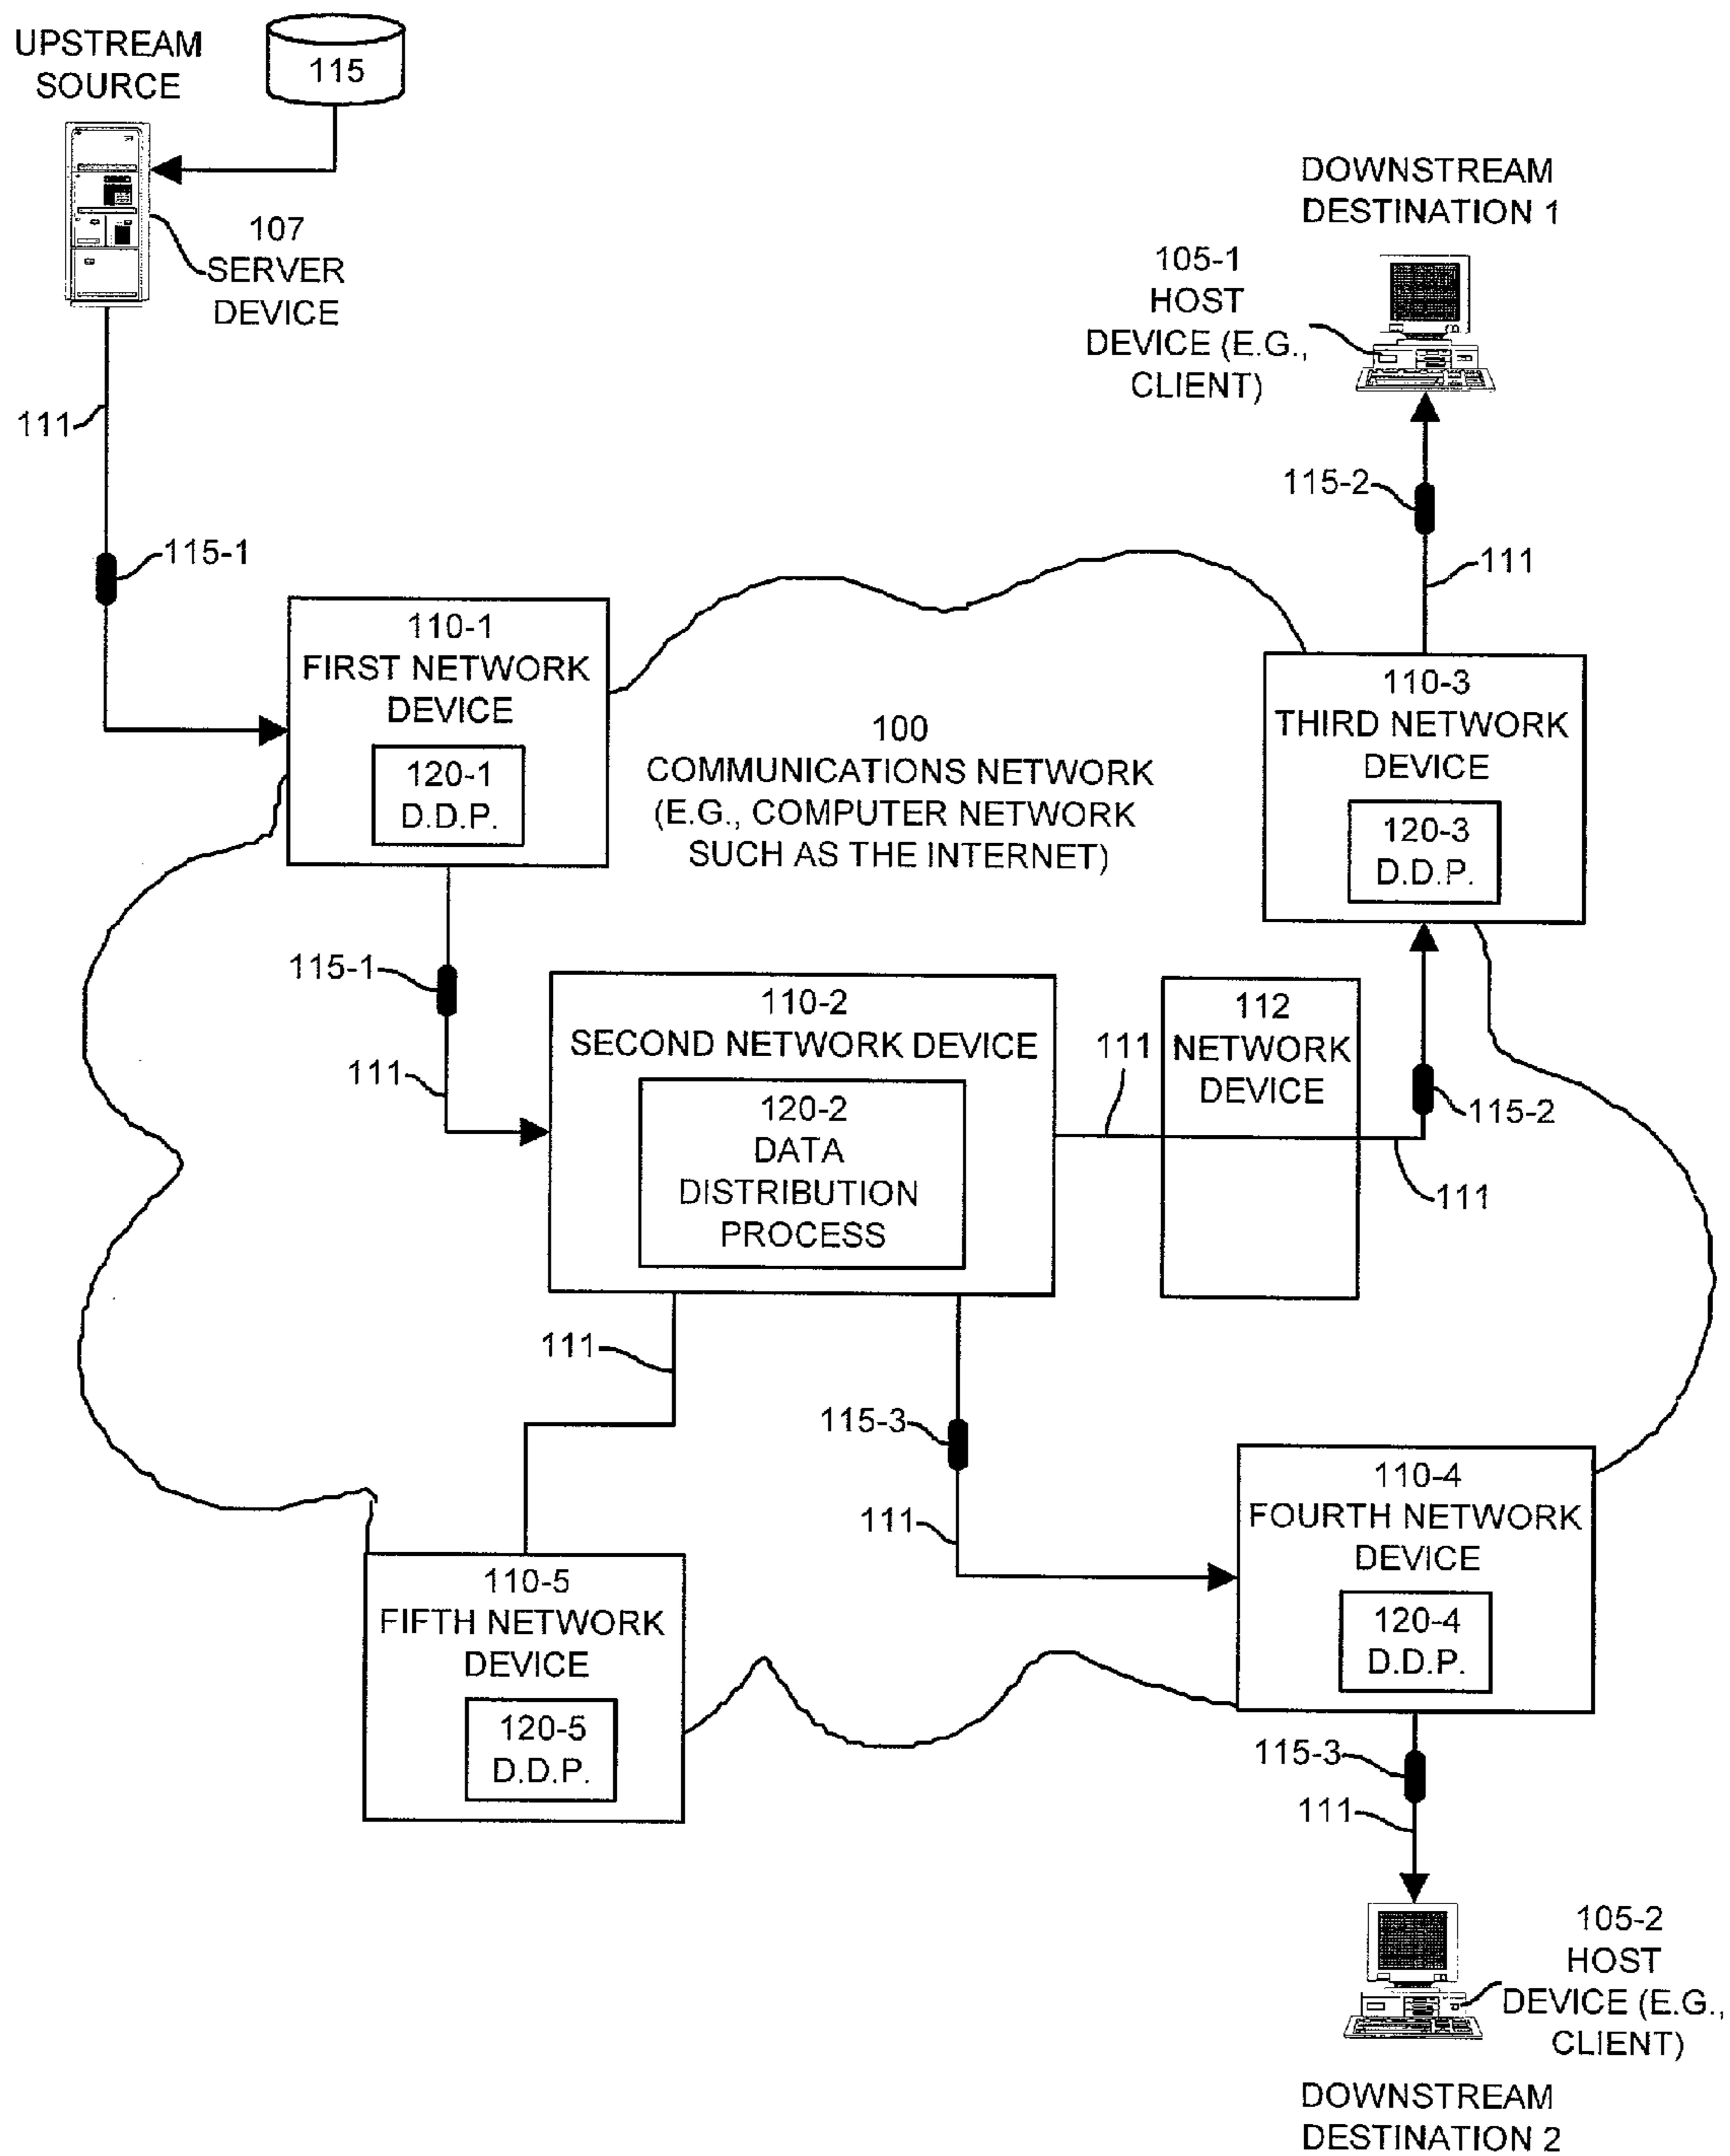 UPSTREAM
SOURCE
115
107
SERVER
DEVICE
111
115-1
DOWNSTREAM
DESTINATION 1
105-1
HOST
DEVICE (E.G.,
CLIENT)
115-2
111
110-1
FIRST NETWORK
DEVICE
120-1
D.D.P.
100
COMMUNICATIONS NETWORK
(E.G., COMPUTER NETWORK
SUCH AS THE INTERNET)
110-3
THIRD NETWORK
DEVICE
120-3
D.D.P.
115-1
111
110-2
SECOND NETWORK DEVICE
120-2
DATA
DISTRIBUTION
PROCESS
111
112
NETWORK
DEVICE
115-2
111
111
115-3
111
110-4
FOURTH NETWORK
DEVICE
120-4
D.D.P.
110-5
FIFTH NETWORK
DEVICE
120-5
D.D.P.
115-3
111
105-2
HOST
DEVICE (E.G.,
CLIENT)
DOWNSTREAM
DESTINATION 2